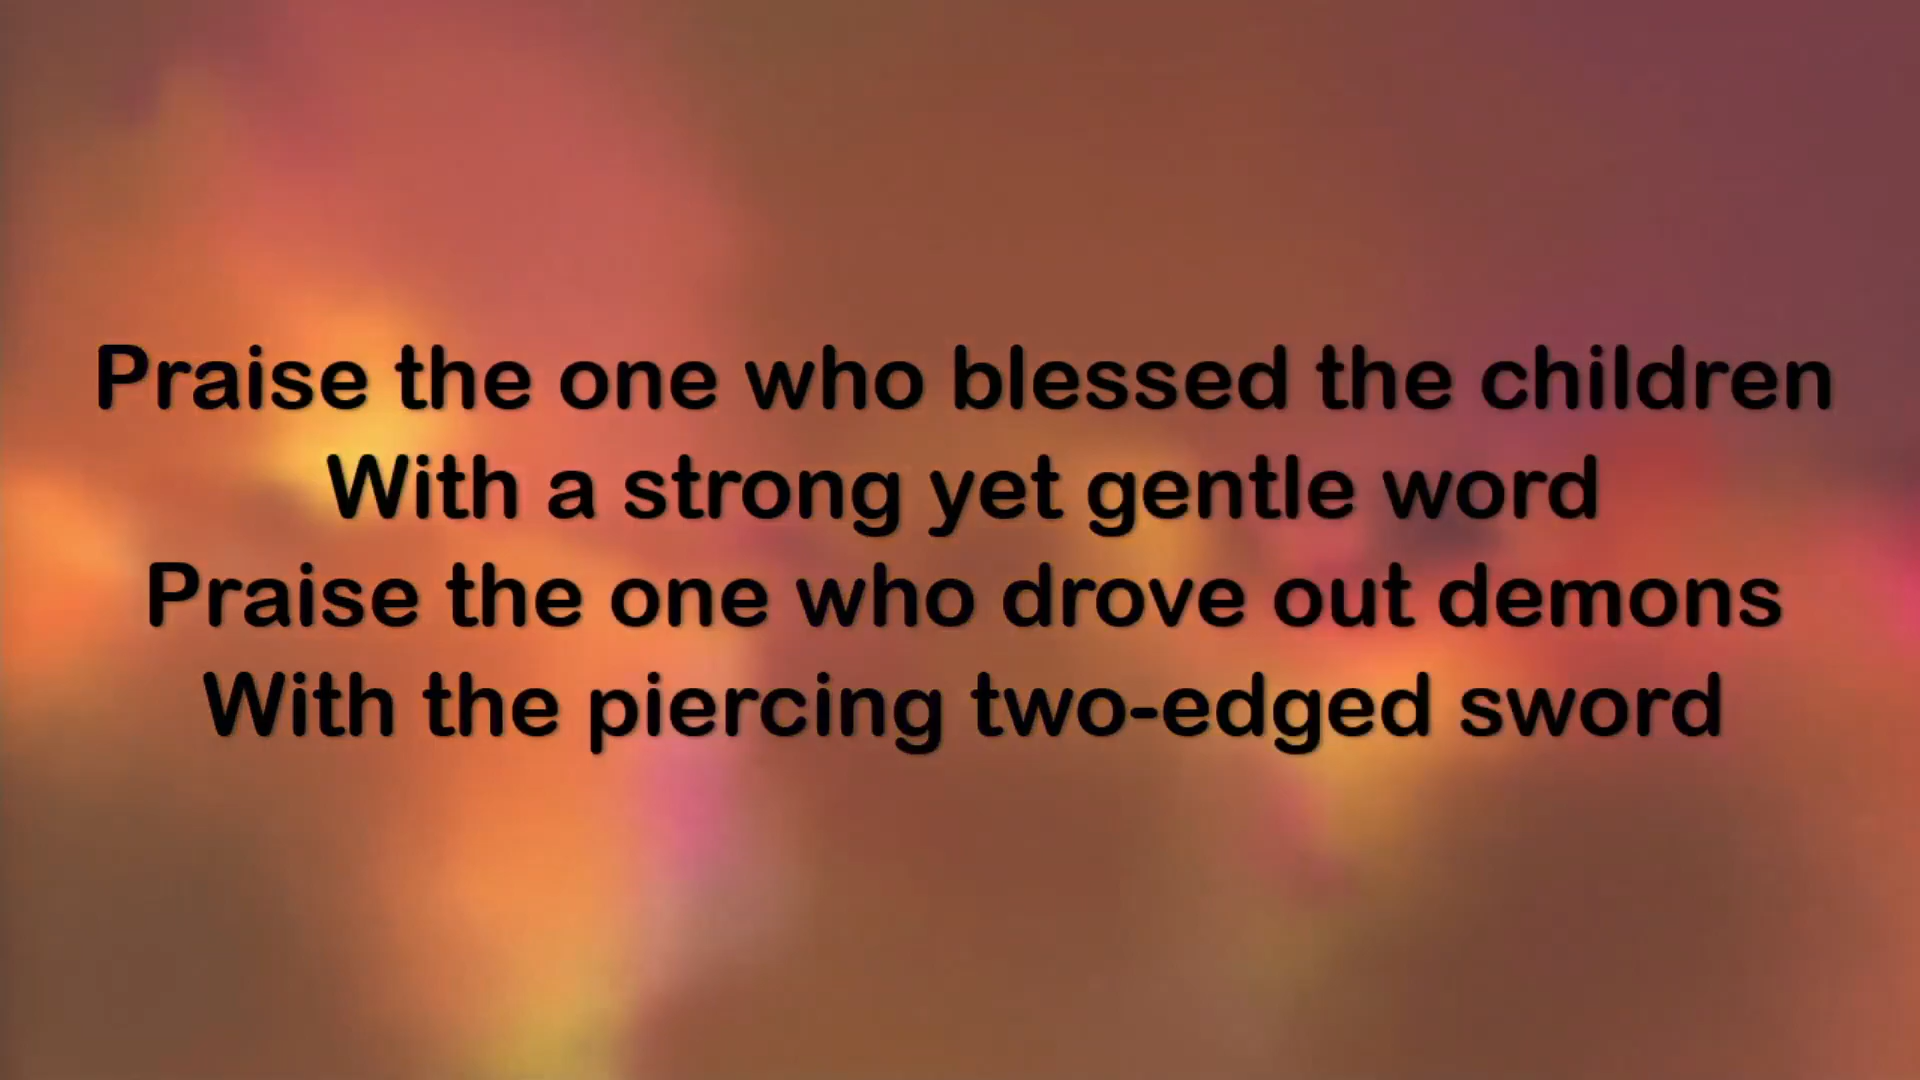 Praise the one who blessed the children
With a strong yet gentle word
Praise the one who drove out demons
With the piercing two-edged sword